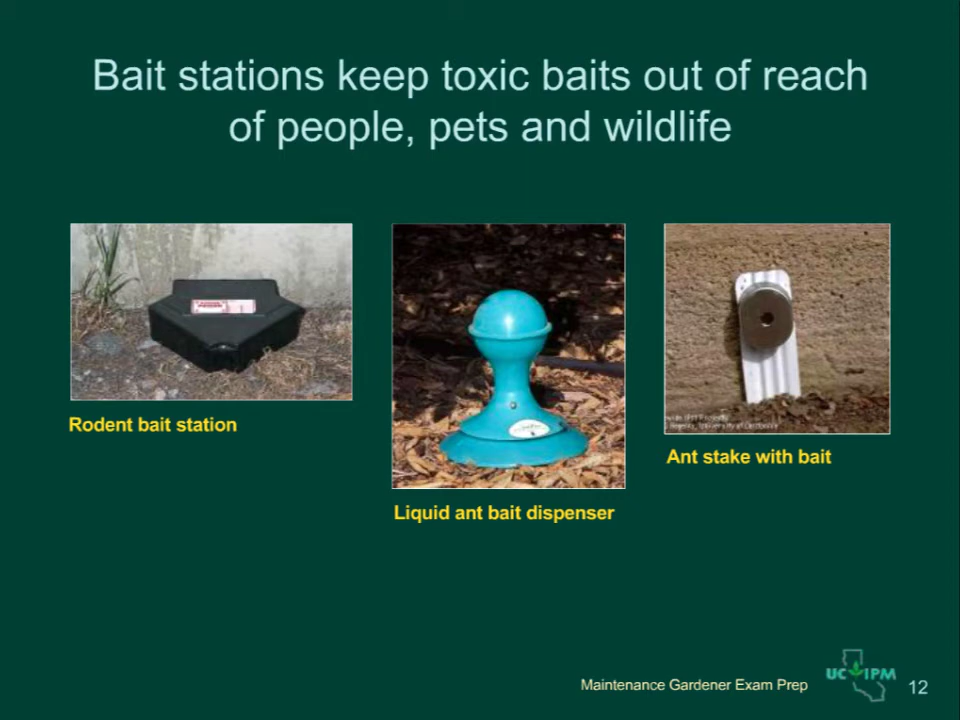 Bait stations keep toxic baits out of reach
of people, pets and wildlife
Rodent bait station
Liquid ant bait dispenser
Ant stake with bait
Maintenance Gardener Exam Prep
UC IPM
12